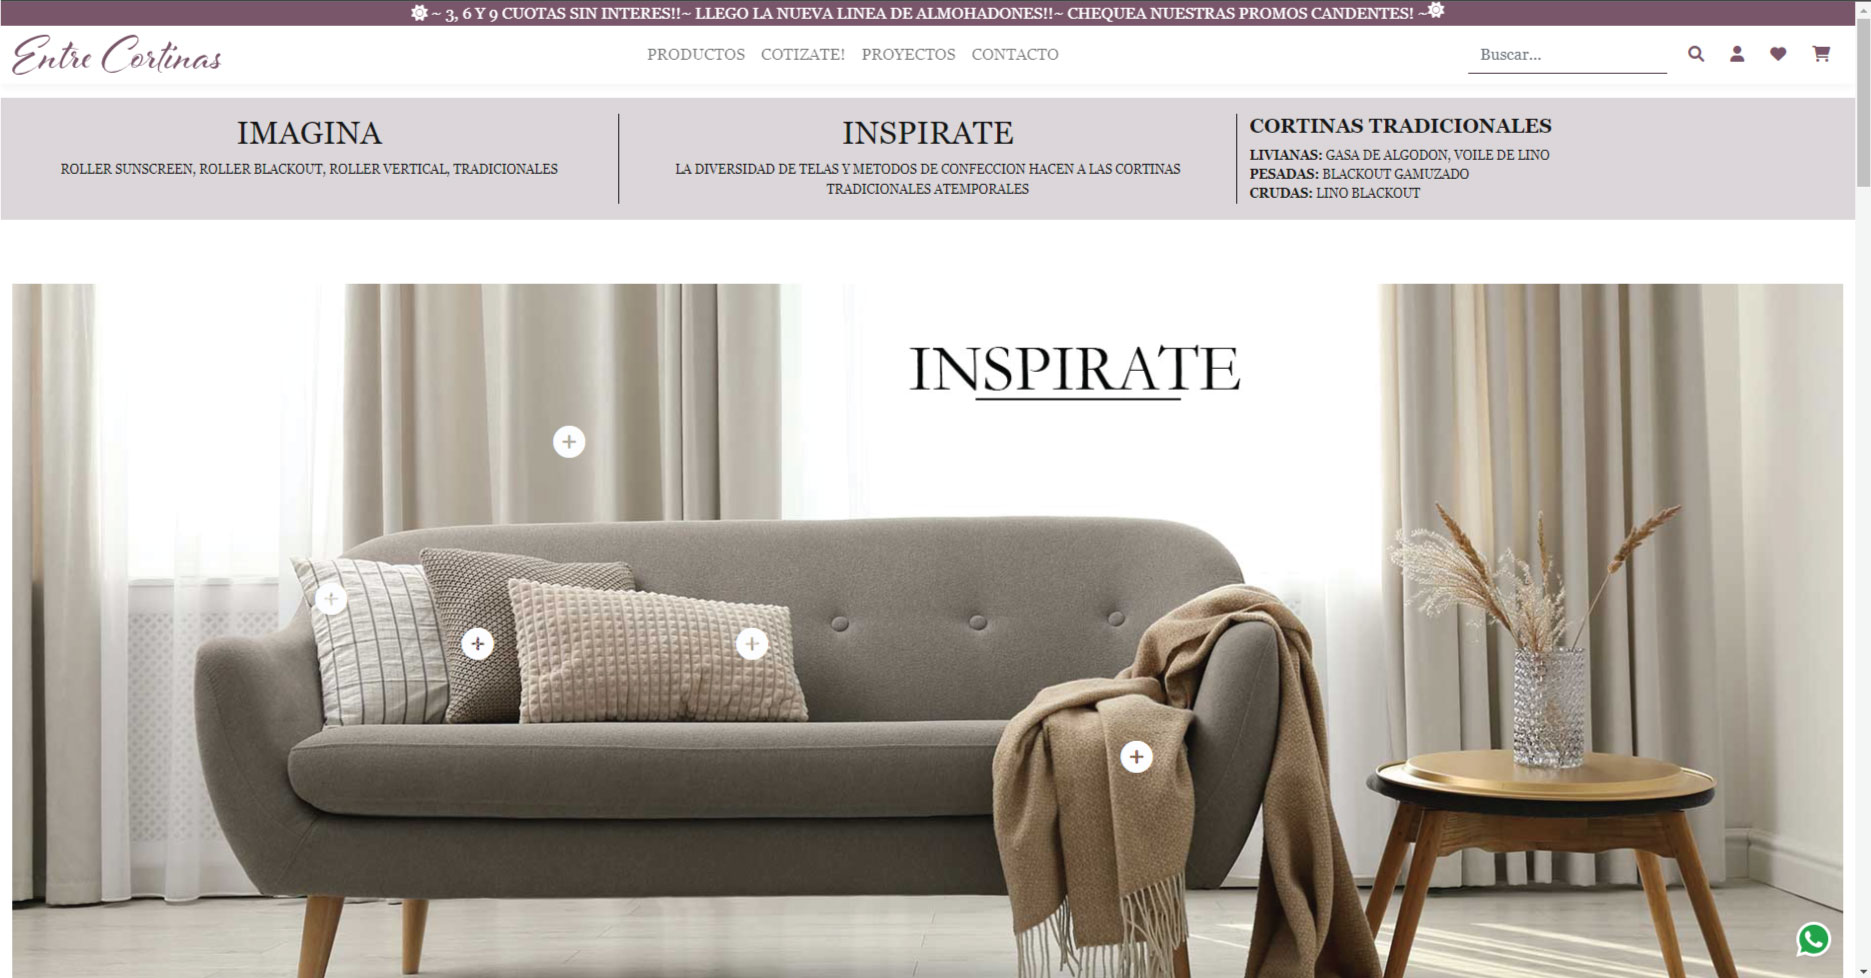 ~ 3, 6 Y 9 CUOTAS SIN INTERES!!~ LLEGO LA NUEVA LINEA DE ALMOHADONES!!~ CHEQUEA NUESTRAS PROMOS CANDENTES! ~
Entre Cortinas
PRODUCTOS COTIZATE! PROYECTOS CONTACTO
Buscar...
IMAGINA
ROLLER SUNSCREEN, ROLLER BLACKOUT, ROLLER VERTICAL, TRADICIONALES
INSPIRATE
LA DIVERSIDAD DE TELAS Y METODOS DE CONFECCION HACEN A LAS CORTINAS
TRADICIONALES ATEMPORALES
CORTINAS TRADICIONALES
LIVIANAS: GASA DE ALGODON, VOILE DE LINO
PESADAS: BLACKOUT GAMUZADO
CRUDAS: LINO BLACKOUT
INSPIRATE